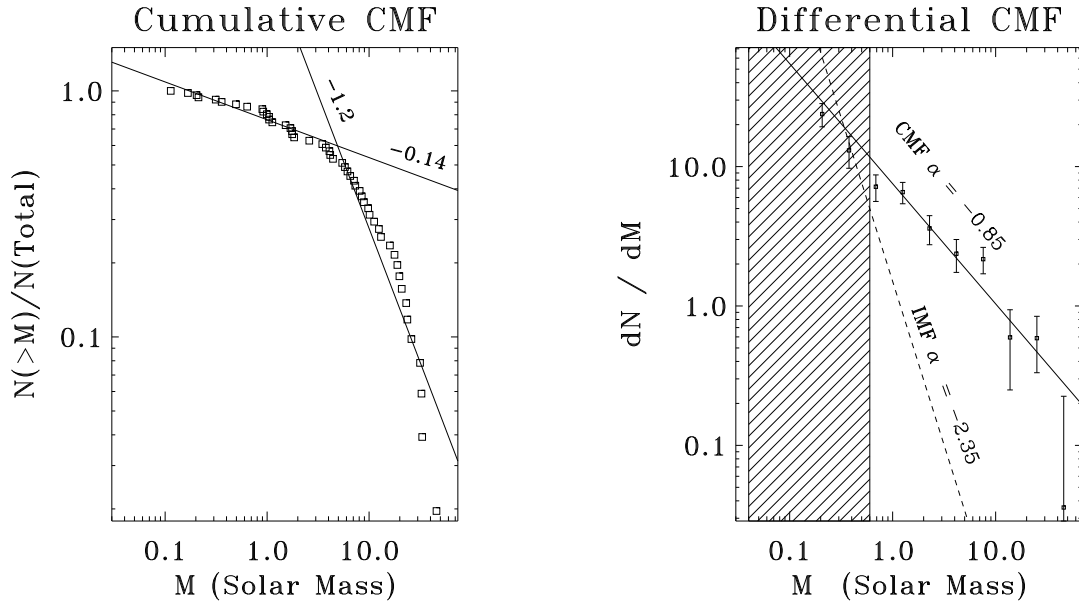 Cumulative CMF
N(>M)/N(Total)
1.0
0.1
-1.2
-0.14
0.1 1.0 10.0
M (Solar Mass)
Differential CMF
dN / dM
10.0
1.0
0.1
CMF α = -0.85
IMF α = -2.35
0.1 1.0 10.0
M (Solar Mass)